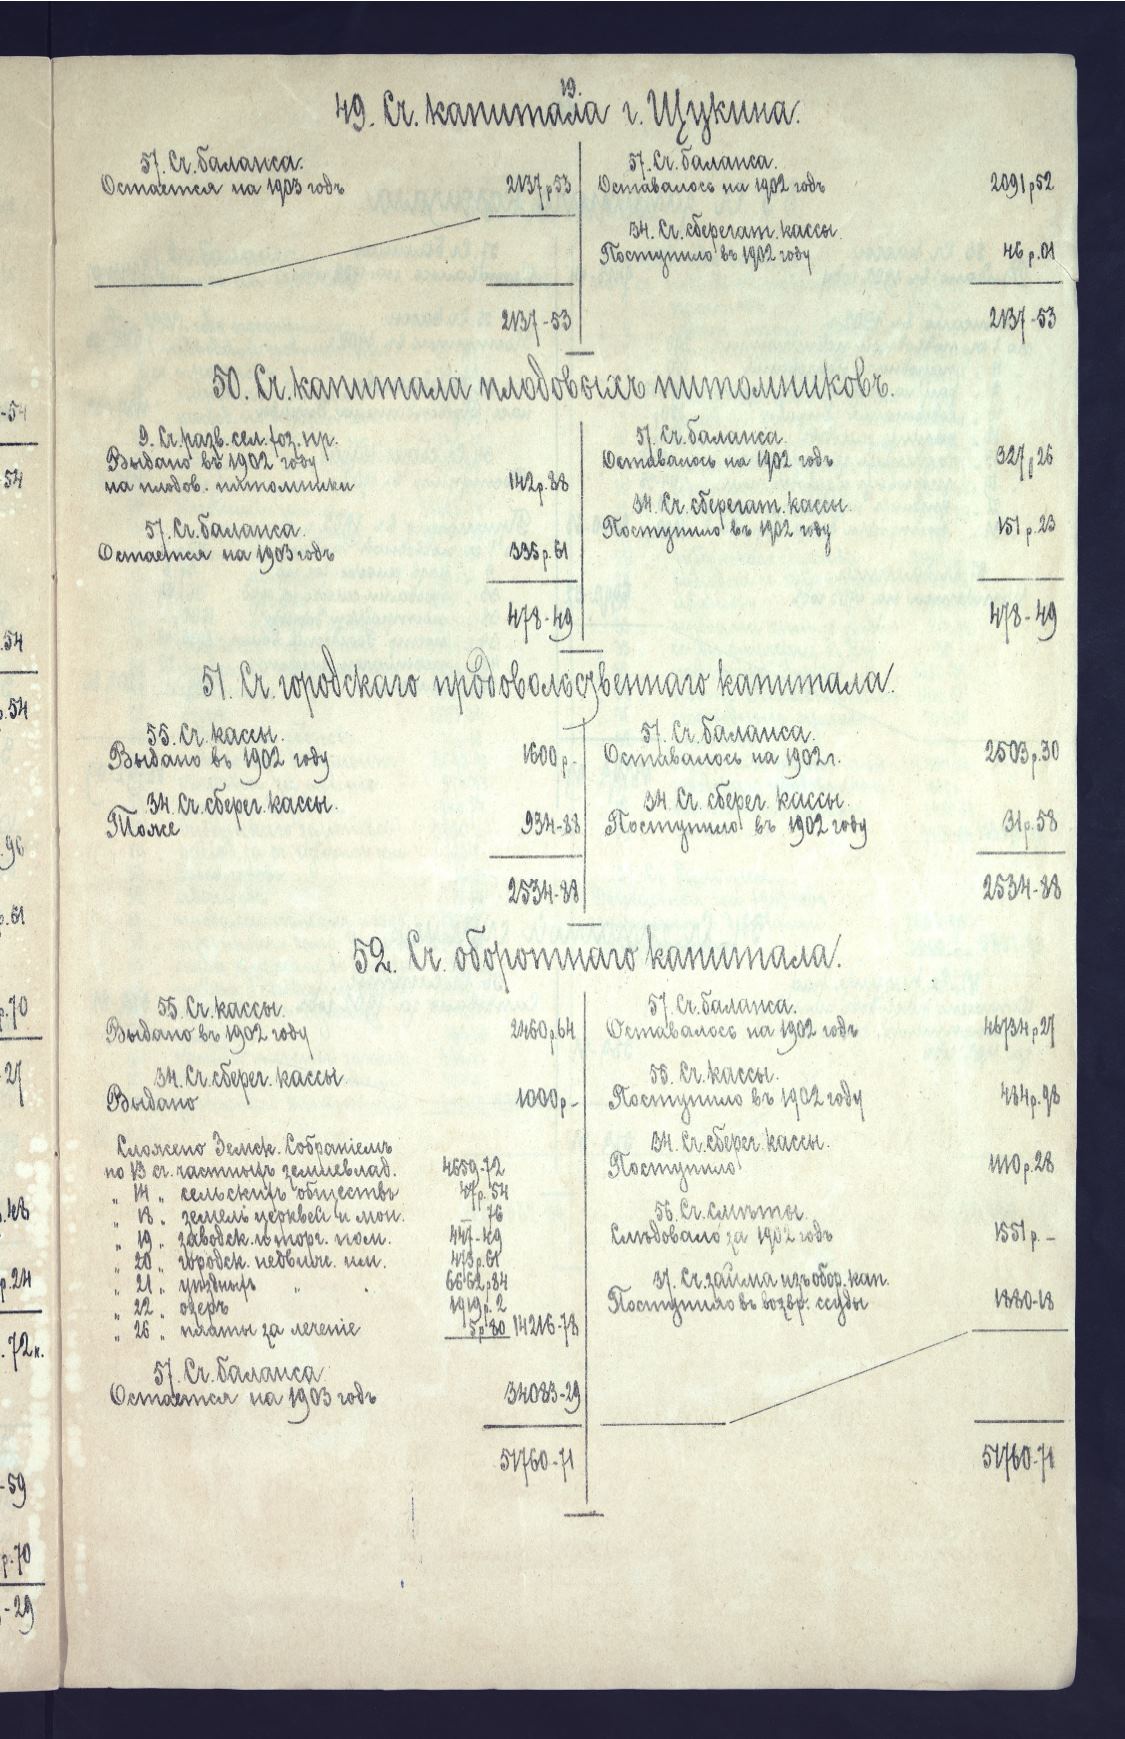 19.
49. Сч. капитала г. Щукина.
57. Сч. баланса.
Остается на 1903 годъ 2137 р 53
57. Сч. баланса.
Оставалось на 1902 годъ 2091 р 52
34. Сч. сберегат. кассы
Поступило въ 1902 году 46 р. 01
2137-53
2137-53
50. Сч. капитала плодовыхъ питомниковъ.
9. Сч. разв. сел. хоз. пр.
Выдано въ 1902 году
на плодов. питомники 142 р. 88
57. Сч. баланса.
Остается на 1903 годъ 335 р. 61
478-49
57. Сч. баланса.
Оставалось на 1902 годъ 327 р 26
34. Сч. сберегат. кассы.
Поступило въ 1902 году 151 р. 23
478-49
51. Сч. городскаго продовольственнаго капитала.
55. Сч. кассы.
Выдано въ 1902 году 1600 р -
34. Сч. сберег. кассы.
Тоже 934-88
2534-88
57. Сч. баланса.
Оставалось на 1902 г. 2503 р. 30
34. Сч. сберег. кассы.
Поступило въ 1902 году 31 р. 58
2534-88
52. Сч. оборотнаго капитала.
55. Сч. кассы.
Выдано въ 1902 году 2460 р. 64
34. Сч. сберег. кассы
Выдано 1000 р -
Сложено Земск. Собраніемъ
по 13 ст. частныхъ землевлад. 4659-72
„ 14 „ сельскихъ обществъ 47 р. 54
„ 18 „ земель церквей и мон. 76
„ 19 „ заводск. и торг. пом. 447-49
„ 20 „ городск. недвиж. им. 473 р. 61
„ 21 „ уѣздныхъ „ „ 6662 р 84
„ 22 „ озеръ 1919 р. 2
„ 26 „ платы за леченіе 5 р 80 14216-78
57. Сч. баланса
Остается на 1903 годъ 34083-29
51760-71
57. Сч. баланса.
Оставалось на 1902 годъ 46734 р 27
55. Сч. кассы.
Поступило въ 1902 году 484 р. 98
34. Сч. сберег. кассы.
Поступило 1110 р. 28
56. Сч. смѣты.
Слѣдовало за 1902 годъ 1551 р. -
37. Сч. займа изъ обор. кап.
Поступило въ возвр. ссуды 1880-18
51760-71